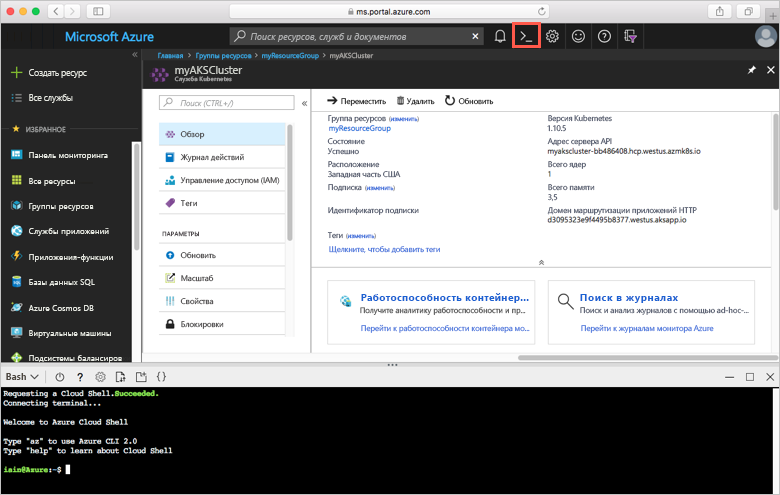 ms.portal.azure.com
Microsoft Azure
Поиск ресурсов, служб и документов
Главная > Группы ресурсов > myResourceGroup > myAKSCluster
myAKSCluster
Служба Kubernetes
Создать ресурс
Все службы
ИЗБРАННОЕ
Панель мониторинга
Все ресурсы
Группы ресурсов
Службы приложений
Приложения-функции
Базы данных SQL
Azure Cosmos DB
Виртуальные машины
Подсистемы балансиров
Поиск (CTRL+/)
Обзор
Журнал действий
Управление доступом (IAM)
Теги
ПАРАМЕТРЫ
Обновить
Масштаб
Свойства
Блокировки
Переместить Удалить Обновить
Группа ресурсов (изменить)
myResourceGroup
Состояние
Успешно
Расположение
Западная часть США
Подписка (изменить)
Идентификатор подписки
Теги (изменить)
Щелкните, чтобы добавить теги
Версия Kubernetes
1.10.5
Адрес сервера API
myakscluster-bb486408.hcp.westus.azmk8s.io
Всего ядер
1
Всего памяти
3,5
Домен маршрутизации приложений HTTP
d3095323e9f4495b8377.westus.aksapp.io
Работоспособность контейнер...
Получите аналитику работоспособности и пр...
Перейти к работоспособности контейнера мо...
Поиск в журналах
Поиск и анализ журналов с помощью ad-hoc-...
Перейти к журналам монитора Azure
Bash
Requesting a Cloud Shell.Succeeded.
Connecting terminal...
Welcome to Azure Cloud Shell
Type "az" to use Azure CLI 2.0
Type "help" to learn about Cloud Shell
iain@Azure:~$